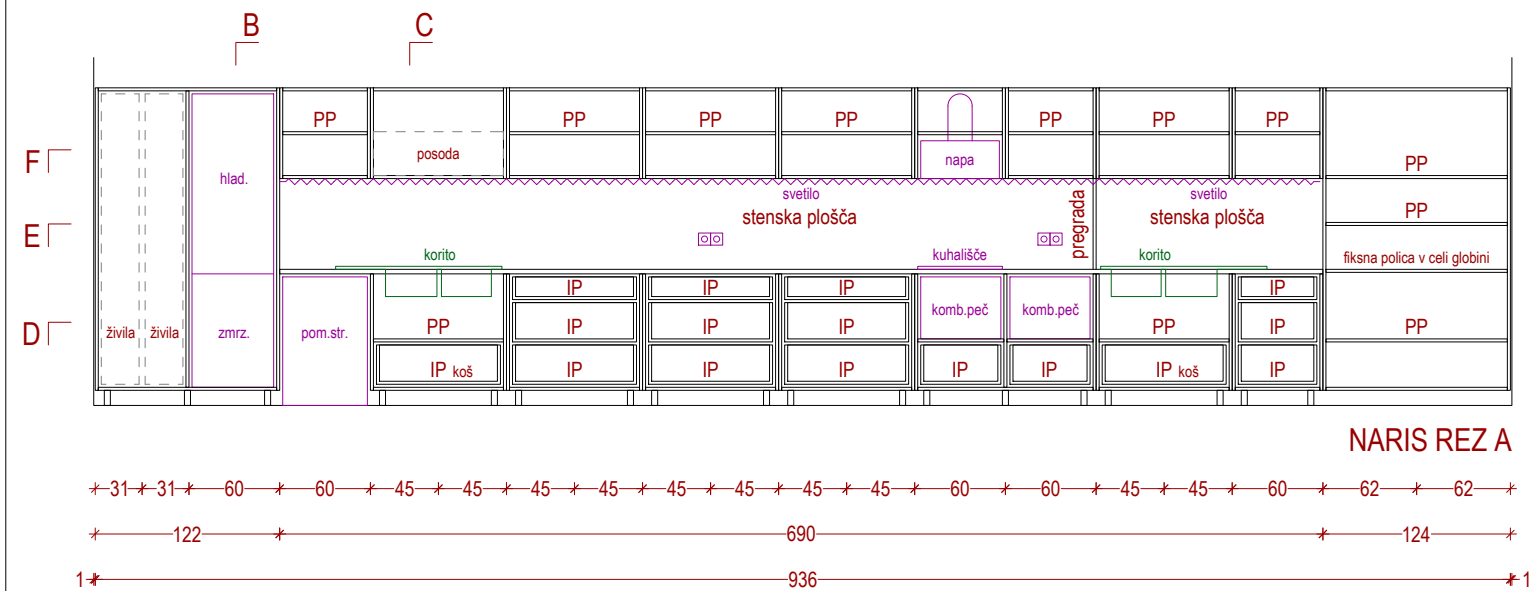 B C
PP PP PP PP PP PP PP
posoda napa
F PP
hlad.
svetilo svetilo
stenska plošča pregrada stenska plošča PP
E
korito kuhališče korito fiksna polica v celi globini
IP IP IP IP
komb.peč komb.peč
D živila živila zmrz. pom.str. PP IP IP IP PP IP PP
IP koš IP IP IP IP IP IP koš IP
NARIS REZ A
31 31 60 60 45 45 45 45 45 45 45 45 60 60 45 45 60 62 62
122 690 124
1 936 1